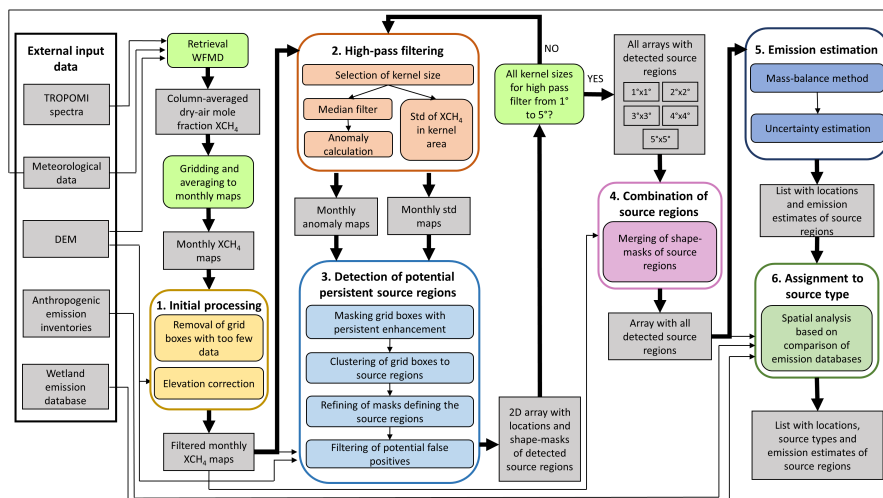 External input
data
TROPOMI
spectra
Meteorological
data
DEM
Anthropogenic
emission
inventories
Wetland
emission
database
Retrieval
WFMD
Column-averaged
dry-air mole
fraction XCH₄
Gridding and
averaging to
monthly maps
Monthly XCH₄
maps
1. Initial processing
Removal of grid
boxes with too few
data
Elevation correction
Filtered monthly
XCH₄ maps
2. High-pass filtering
Selection of kernel size
Median filter
Anomaly
calculation
Std of XCH₄
in kernel
area
Monthly
anomaly maps
Monthly std
maps
3. Detection of potential
persistent source regions
Masking grid boxes with
persistent enhancement
Clustering of grid boxes to
source regions
Refining of masks defining the
source regions
Filtering of potential false
positives
2D array with
locations and
shape-masks
of detected
source regions
NO
All kernel sizes
for high pass
filter from 1°
to 5°?
YES
All arrays with
detected source
regions
1°x1°
2°x2°
3°x3°
4°x4°
5°x5°
4. Combination of
source regions
Merging of shape-
masks of source
regions
Array with all
detected source
regions
5. Emission estimation
Mass-balance method
Uncertainty estimation
List with locations
and emission
estimates of source
regions
6. Assignment to
source type
Spatial analysis
based on
comparison of
emission databases
List with locations,
source types and
emission estimates
of source regions